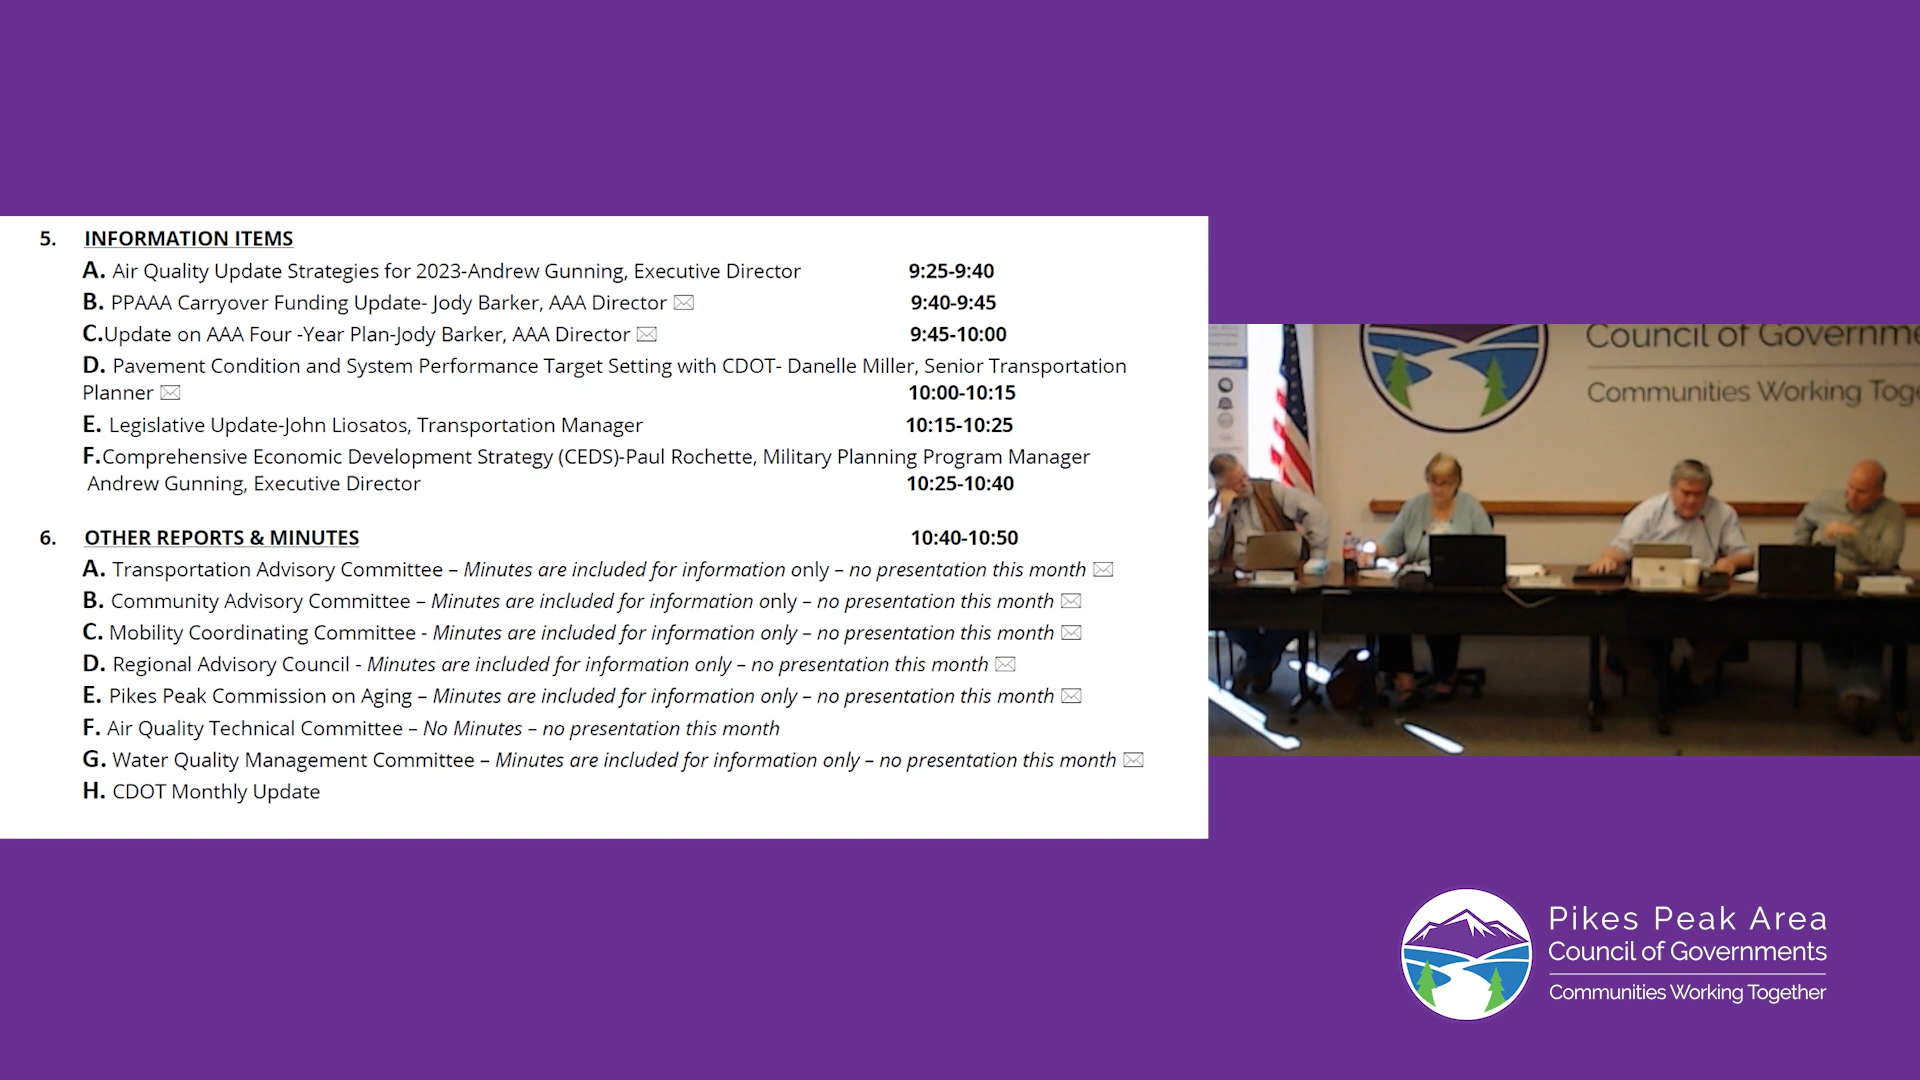 5. INFORMATION ITEMS
A. Air Quality Update Strategies for 2023-Andrew Gunning, Executive Director 9:25-9:40
B. PPAAA Carryover Funding Update- Jody Barker, AAA Director 9:40-9:45
C.Update on AAA Four -Year Plan-Jody Barker, AAA Director 9:45-10:00
D. Pavement Condition and System Performance Target Setting with CDOT- Danelle Miller, Senior Transportation
Planner 10:00-10:15
E. Legislative Update-John Liosatos, Transportation Manager 10:15-10:25
F.Comprehensive Economic Development Strategy (CEDS)-Paul Rochette, Military Planning Program Manager
Andrew Gunning, Executive Director 10:25-10:40
6. OTHER REPORTS & MINUTES 10:40-10:50
A. Transportation Advisory Committee – Minutes are included for information only – no presentation this month
B. Community Advisory Committee – Minutes are included for information only – no presentation this month
C. Mobility Coordinating Committee - Minutes are included for information only – no presentation this month
D. Regional Advisory Council - Minutes are included for information only – no presentation this month
E. Pikes Peak Commission on Aging – Minutes are included for information only – no presentation this month
F. Air Quality Technical Committee – No Minutes – no presentation this month
G. Water Quality Management Committee – Minutes are included for information only – no presentation this month
H. CDOT Monthly Update
Council of Governme
Communities Working Toge
Pikes Peak Area
Council of Governments
Communities Working Together